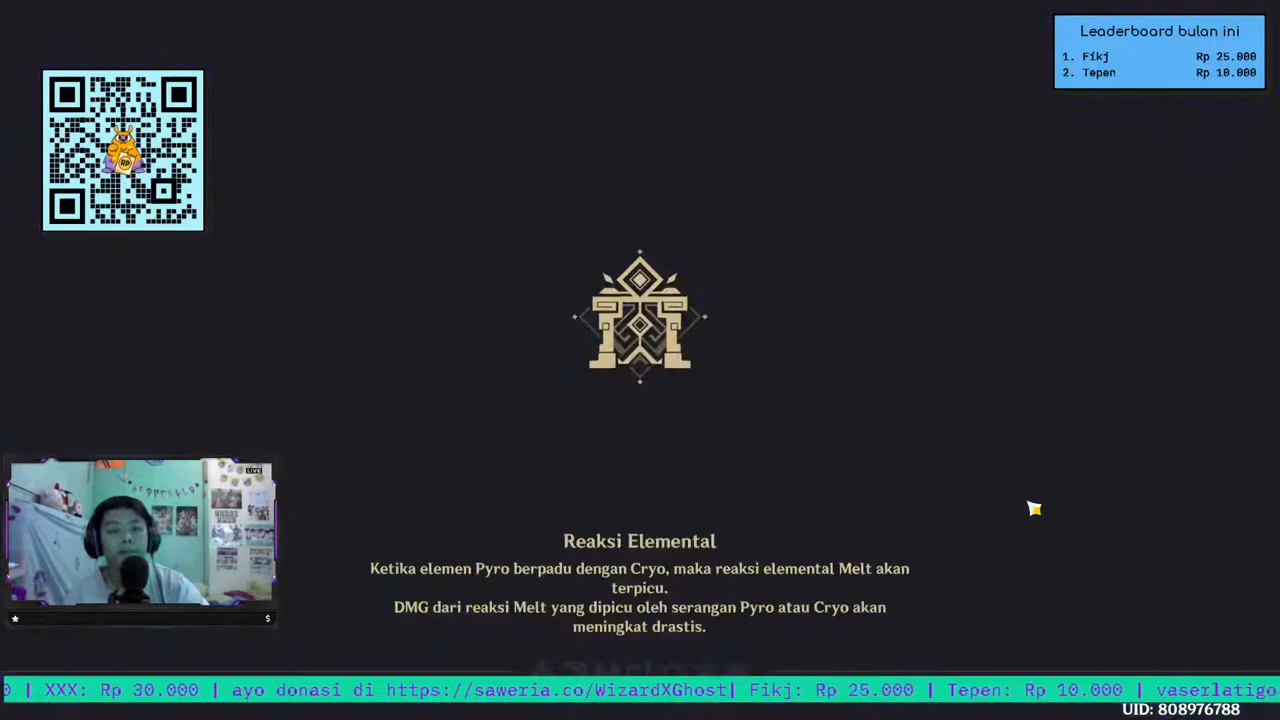 Leaderboard bulan ini
1. Fikj Rp 25.000
2. Tepen Rp 10.000
RP
LIVE
Reaksi Elemental
Ketika elemen Pyro berpadu dengan Cryo, maka reaksi elemental Melt akan
terpicu.
DMG dari reaksi Melt yang dipicu oleh serangan Pyro atau Cryo akan
meningkat drastis.
0 | XXX: Rp 30.000 | ayo donasi di https://saweria.co/WizardXGhost| Fikj: Rp 25.000 | Tepen: Rp 10.000 | vaserlatigo
UID: 808976788